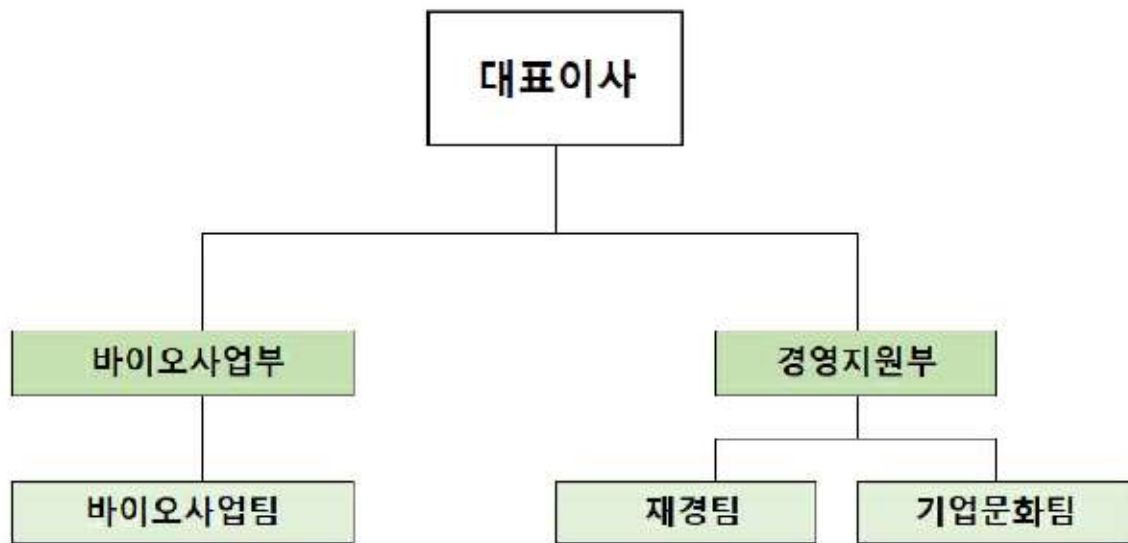 대표이사
바이오사업부
경영지원부
바이오사업팀
재경팀
기업문화팀